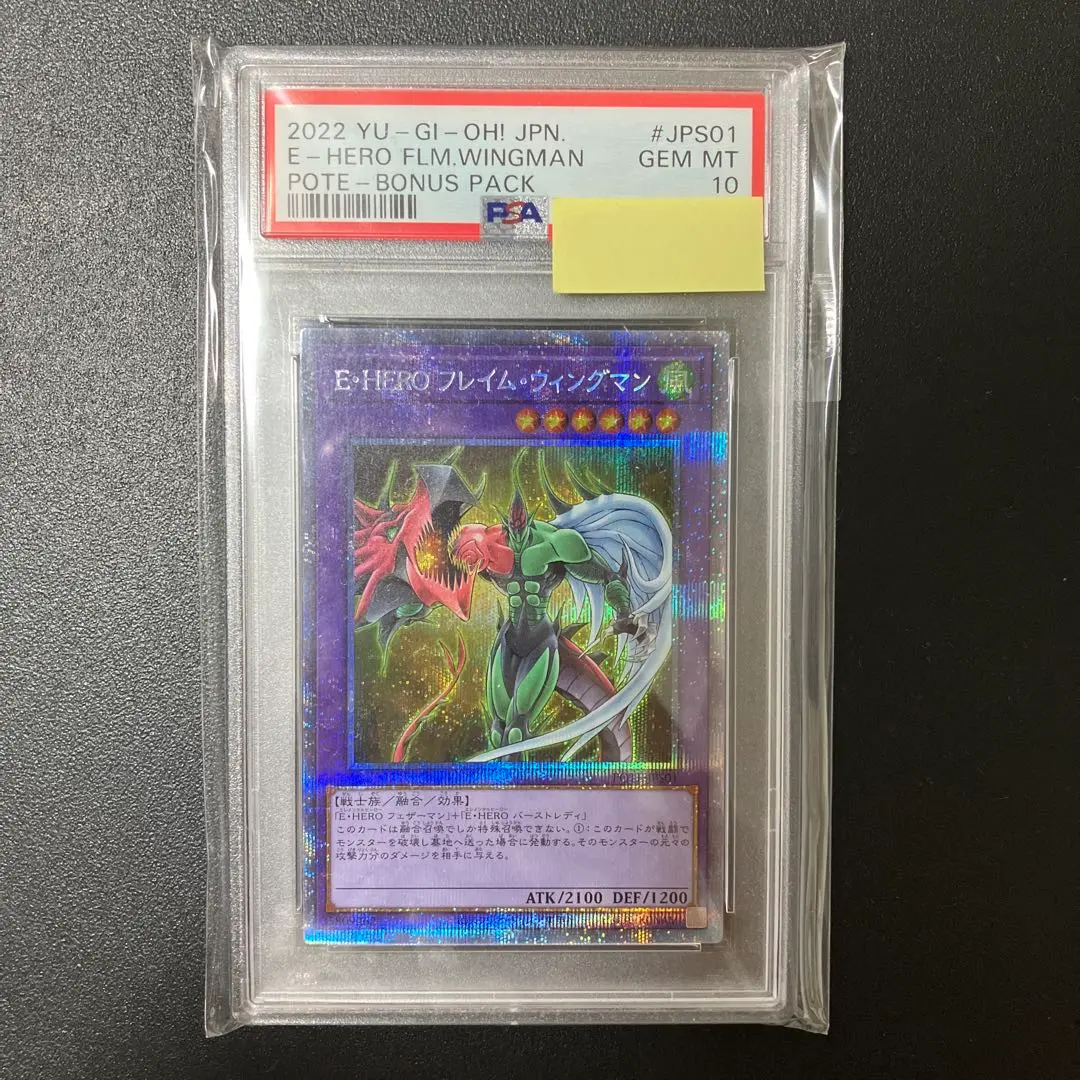 2022 YU-GI-OH! JPN. #JPS01
E-HERO FLM.WINGMAN GEM MT
POTE-BONUS PACK 10
PSA
E・HERO フレイム・ウィングマン 風
【戦士族／融合／効果】
「E・HERO フェザーマン」+「E・HERO バーストレディ」
このカードは融合召喚でしか特殊召喚できない。①：このカードが戦闘で
モンスターを破壊し墓地へ送った場合に発動する。そのモンスターの元々の
攻撃力分のダメージを相手に与える。
ATK/2100 DEF/1200